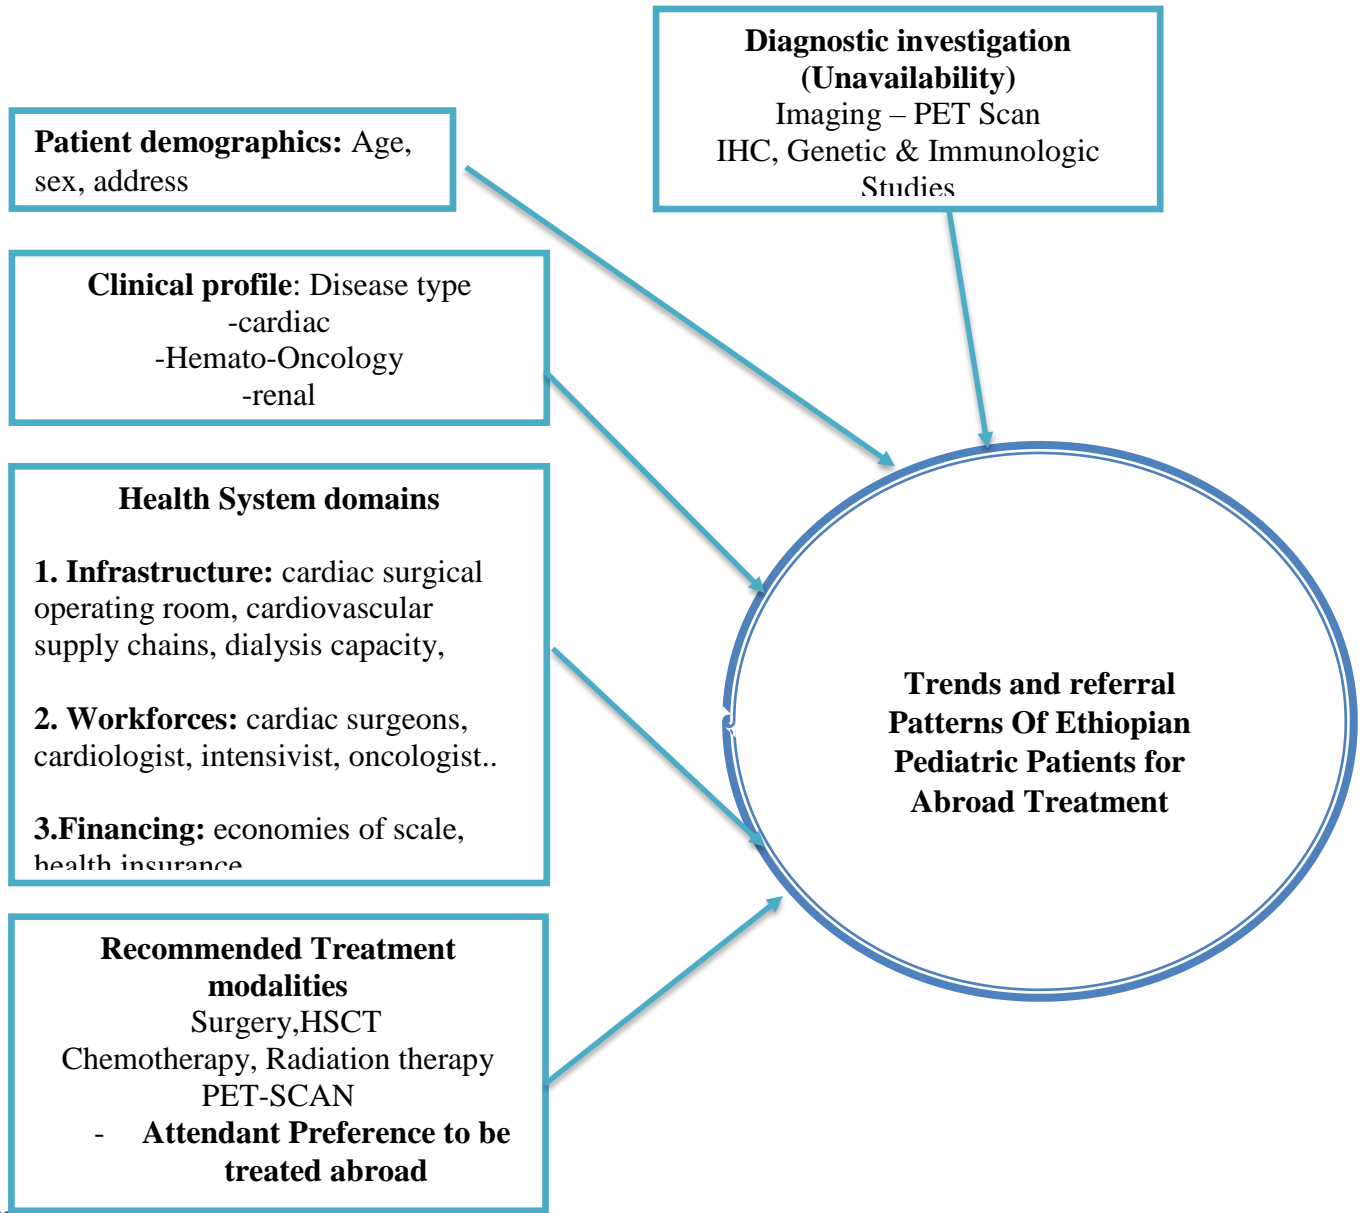 Diagnostic investigation
(Unavailability)
Imaging – PET Scan
IHC, Genetic & Immunologic
Studies
Patient demographics: Age,
sex, address
Clinical profile: Disease type
-cardiac
-Hemato-Oncology
-renal
Health System domains
1. Infrastructure: cardiac surgical
operating room, cardiovascular
supply chains, dialysis capacity,
2. Workforces: cardiac surgeons,
cardiologist, intensivist, oncologist..
3.Financing: economies of scale,
health insurance
Recommended Treatment
modalities
Surgery,HSCT
Chemotherapy, Radiation therapy
PET-SCAN
- Attendant Preference to be
treated abroad
Trends and referral
Patterns Of Ethiopian
Pediatric Patients for
Abroad Treatment